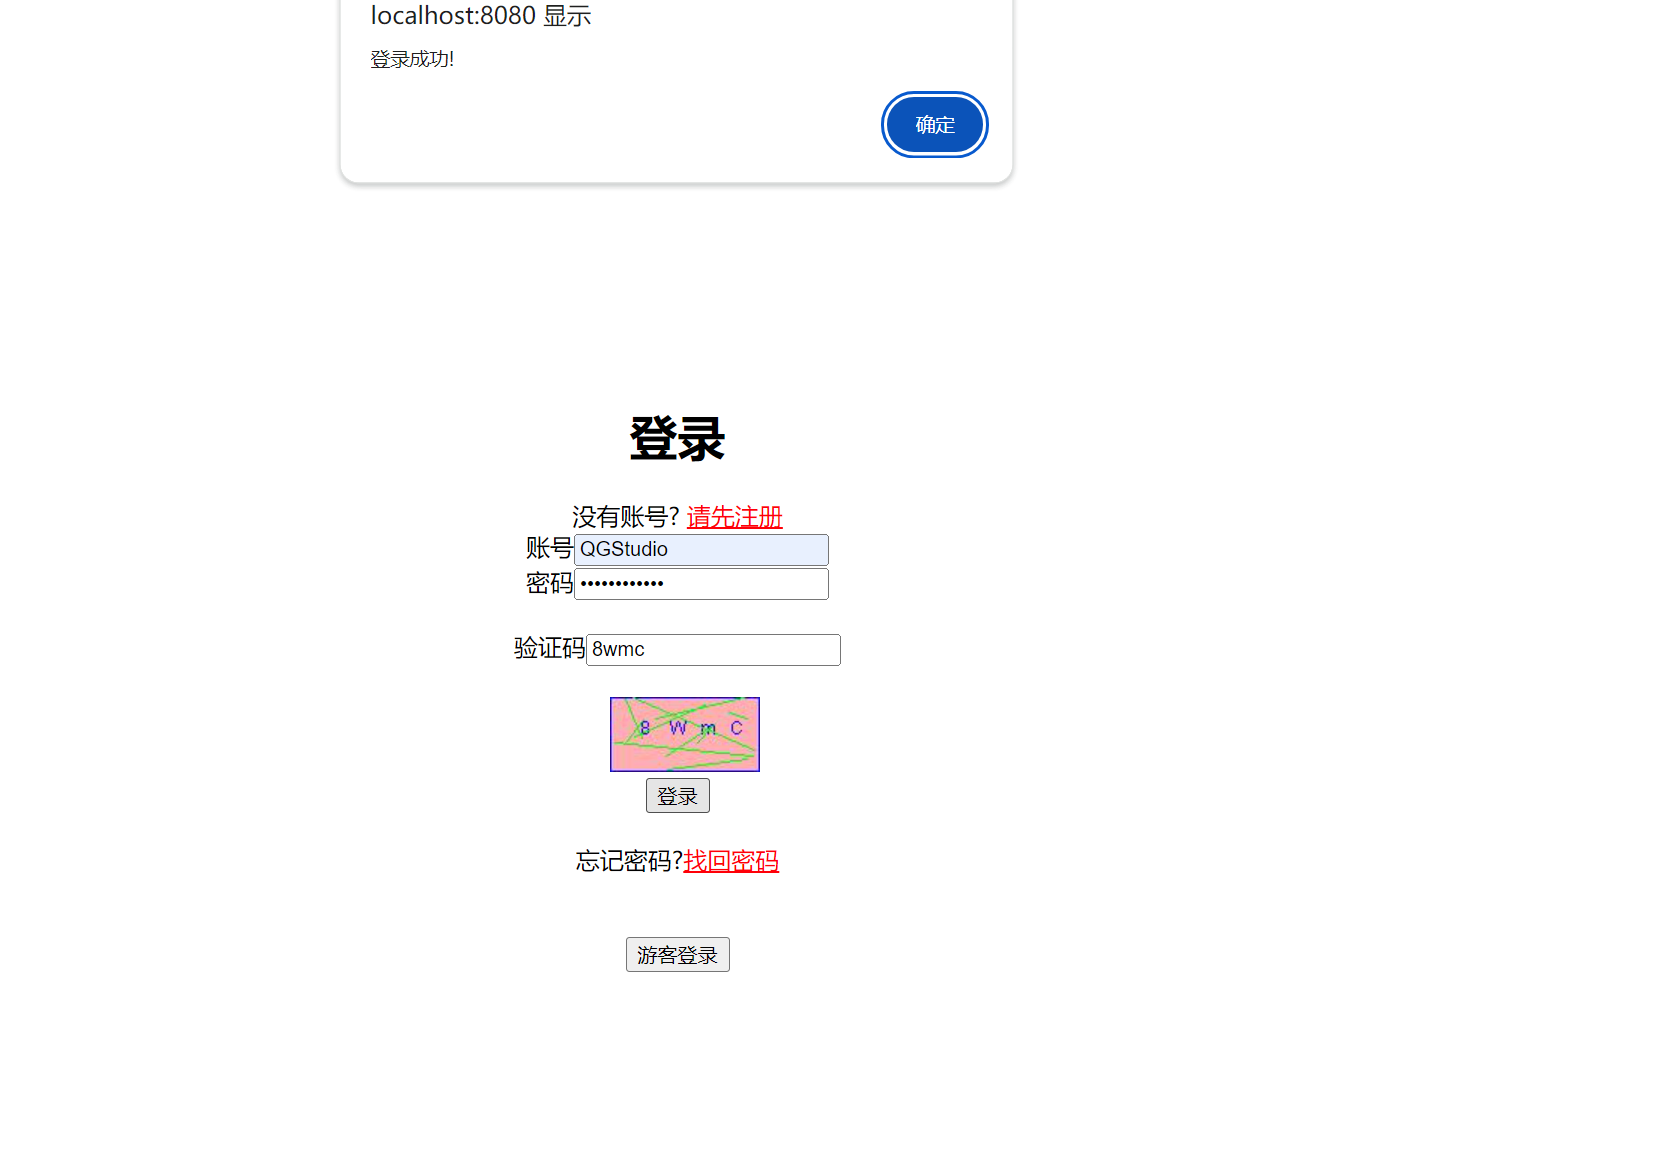 localhost:8080 显示
登录成功!
确定
登录
没有账号? 请先注册
账号 QGStudio
密码 ••••••••••••
验证码 8wmc
8 W m C
登录
忘记密码?找回密码
游客登录